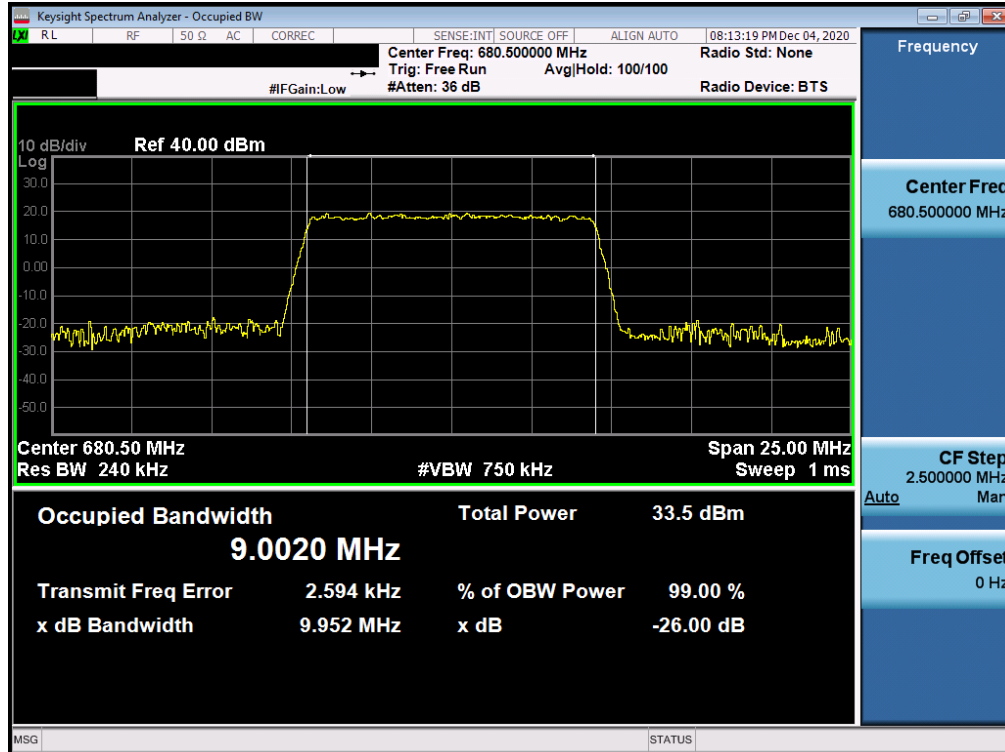 Keysight Spectrum Analyzer - Occupied BW
LXI RL RF 50 Ω AC CORREC SENSE:INT SOURCE OFF ALIGN AUTO 08:13:19 PM Dec 04, 2020
Center Freq: 680.500000 MHz Radio Std: None
Trig: Free Run Avg|Hold: 100/100
#IFGain:Low #Atten: 36 dB Radio Device: BTS
10 dB/div Ref 40.00 dBm
Log
30.0
20.0
10.0
0.00
-10.0
-20.0
-30.0
-40.0
-50.0
Center 680.50 MHz Span 25.00 MHz
Res BW 240 kHz #VBW 750 kHz Sweep 1 ms
Occupied Bandwidth Total Power 33.5 dBm
9.0020 MHz
Transmit Freq Error 2.594 kHz % of OBW Power 99.00 %
x dB Bandwidth 9.952 MHz x dB -26.00 dB
MSG STATUS
Frequency
Center Freq
680.500000 MHz
CF Step
2.500000 MHz
Auto Man
Freq Offset
0 Hz